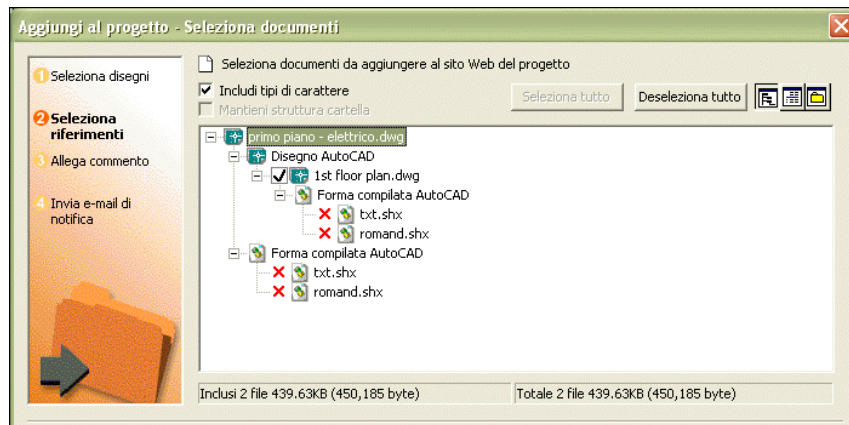 Aggiungi al progetto - Seleziona documenti
1 Seleziona disegni
2 Seleziona
riferimenti
3 Allega commento
4 Invia e-mail di
notifica
Seleziona documenti da aggiungere al sito Web del progetto
Includi tipi di carattere
Mantieni struttura cartella
Seleziona tutto
Deseleziona tutto
primo piano - elettrico.dwg
Disegno AutoCAD
1st floor plan.dwg
Forma compilata AutoCAD
txt.shx
romand.shx
Forma compilata AutoCAD
txt.shx
romand.shx
Inclusi 2 file 439.63KB (450,185 byte)
Totale 2 file 439.63KB (450,185 byte)